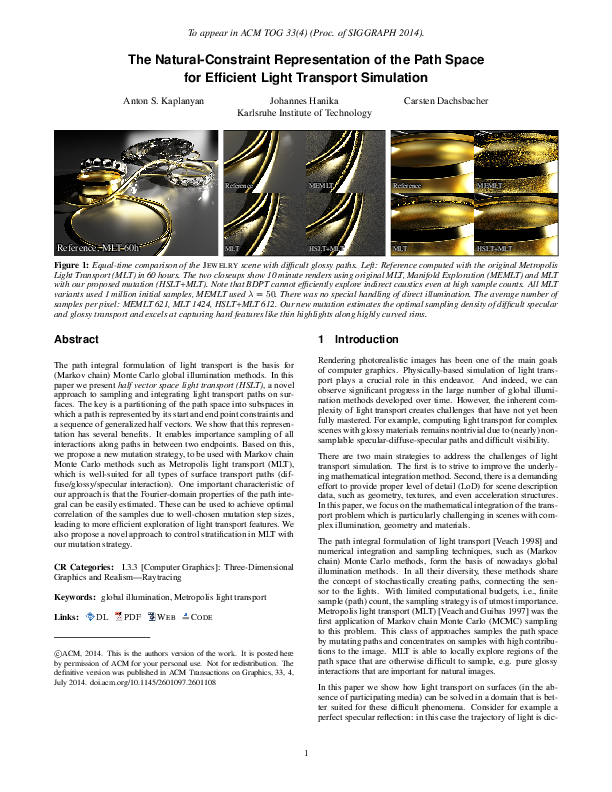 To appear in ACM TOG 33(4) (Proc. of SIGGRAPH 2014).
The Natural-Constraint Representation of the Path Space
for Efficient Light Transport Simulation
Anton S. Kaplanyan Johannes Hanika Carsten Dachsbacher
Karlsruhe Institute of Technology
Reference, MLT 60h
Reference
MEMLT
MLT
HSLT+MLT
Reference
MEMLT
MLT
HSLT+MLT
Figure 1: Equal-time comparison of the JEWELRY scene with difficult glossy paths. Left: Reference computed with the original Metropolis
Light Transport (MLT) in 60 hours. The two closeups show 10 minute renders using original MLT, Manifold Exploration (MEMLT) and MLT
with our proposed mutation (HSLT+MLT). Note that BDPT cannot efficiently explore indirect caustics even at high sample counts. All MLT
variants used 1 million initial samples, MEMLT used λ = 50. There was no special handling of direct illumination. The average number of
samples per pixel: MEMLT 621, MLT 1424, HSLT+MLT 612. Our new mutation estimates the optimal sampling density of difficult specular
and glossy transport and excels at capturing hard features like thin highlights along highly curved rims.
Abstract
The path integral formulation of light transport is the basis for
(Markov chain) Monte Carlo global illumination methods. In this
paper we present half vector space light transport (HSLT), a novel
approach to sampling and integrating light transport paths on sur-
faces. The key is a partitioning of the path space into subspaces in
which a path is represented by its start and end point constraints and
a sequence of generalized half vectors. We show that this represen-
tation has several benefits. It enables importance sampling of all
interactions along paths in between two endpoints. Based on this,
we propose a new mutation strategy, to be used with Markov chain
Monte Carlo methods such as Metropolis light transport (MLT),
which is well-suited for all types of surface transport paths (dif-
fuse/glossy/specular interaction). One important characteristic of
our approach is that the Fourier-domain properties of the path inte-
gral can be easily estimated. These can be used to achieve optimal
correlation of the samples due to well-chosen mutation step sizes,
leading to more efficient exploration of light transport features. We
also propose a novel approach to control stratification in MLT with
our mutation strategy.
CR Categories: I.3.3 [Computer Graphics]: Three-Dimensional
Graphics and Realism—Raytracing
Keywords: global illumination, Metropolis light transport
Links: DL PDF WEB CODE
©ACM, 2014. This is the authors version of the work. It is posted here
by permission of ACM for your personal use. Not for redistribution. The
definitive version was published in ACM Transactions on Graphics, 33, 4,
July 2014. doi.acm.org/10.1145/2601097.2601108
1 Introduction
Rendering photorealistic images has been one of the main goals
of computer graphics. Physically-based simulation of light trans-
port plays a crucial role in this endeavor. And indeed, we can
observe significant progress in the large number of global illumi-
nation methods developed over time. However, the inherent com-
plexity of light transport creates challenges that have not yet been
fully mastered. For example, computing light transport for complex
scenes with glossy materials remains nontrivial due to (nearly) non-
samplable specular-diffuse-specular paths and difficult visibility.
There are two main strategies to address the challenges of light
transport simulation. The first is to strive to improve the underly-
ing mathematical integration method. Second, there is a demanding
effort to provide proper level of detail (LoD) for scene description
data, such as geometry, textures, and even acceleration structures.
In this paper, we focus on the mathematical integration of the trans-
port problem which is particularly challenging in scenes with com-
plex illumination, geometry and materials.
The path integral formulation of light transport [Veach 1998] and
numerical integration and sampling techniques, such as (Markov
chain) Monte Carlo, form the basis of nowadays global
illumination methods. In all their diversity, these methods share
the concept of stochastically creating paths, connecting the sen-
sor to the lights. With limited computational budgets, i.e., finite
sample (path) count, the sampling strategy is of utmost importance.
Metropolis light transport (MLT) [Veach and Guibas 1997] was the
first application of Markov chain Monte Carlo (MCMC) sampling
to this problem. This class of approaches samples the path space
by mutating paths and concentrates on samples with high contribu-
tions to the image. MLT is able to locally explore regions of the
path space that are otherwise difficult to sample, e.g. pure glossy
interactions that are important for natural images.
In this paper we show how light transport on surfaces (in the ab-
sence of participating media) can be solved in a domain that is bet-
ter suited for these difficult phenomena. Consider for example a
perfect specular reflection: in this case the trajectory of light is dic-
1